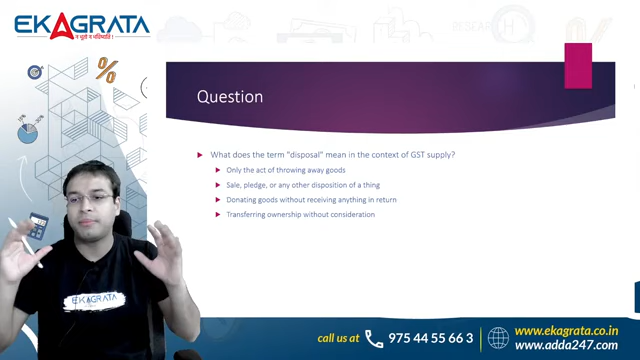 EKAGRATA
RESEARCH
Question
What does the term "disposal" mean in the context of GST supply?
Only the act of throwing away goods
Sale, pledge, or any other disposition of a thing
Donating goods without receiving anything in return
Transferring ownership without consideration
EKAGRATA
call us at
975 44 55 66 3
www.ekagrata.co.in
www.adda247.com